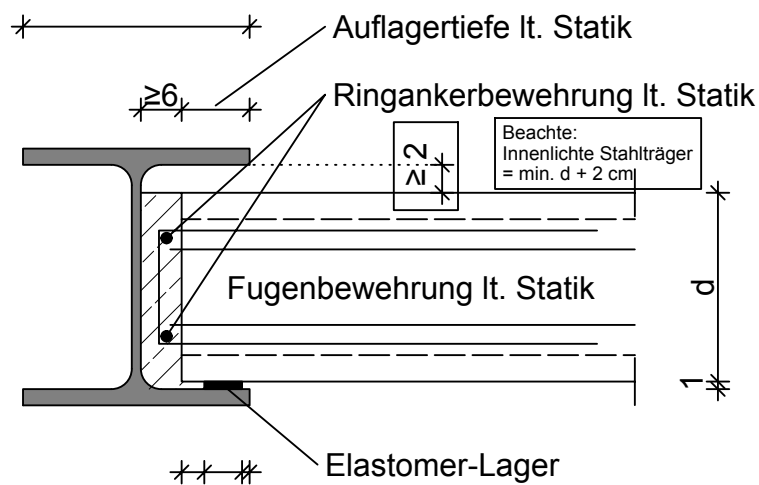 Auflagertiefe lt. Statik
≥6
Ringankerbewehrung lt. Statik
≥ 2
Beachte:
Innenlichte Stahlträger
= min. d + 2 cm
Fugenbewehrung lt. Statik
d
1
Elastomer-Lager